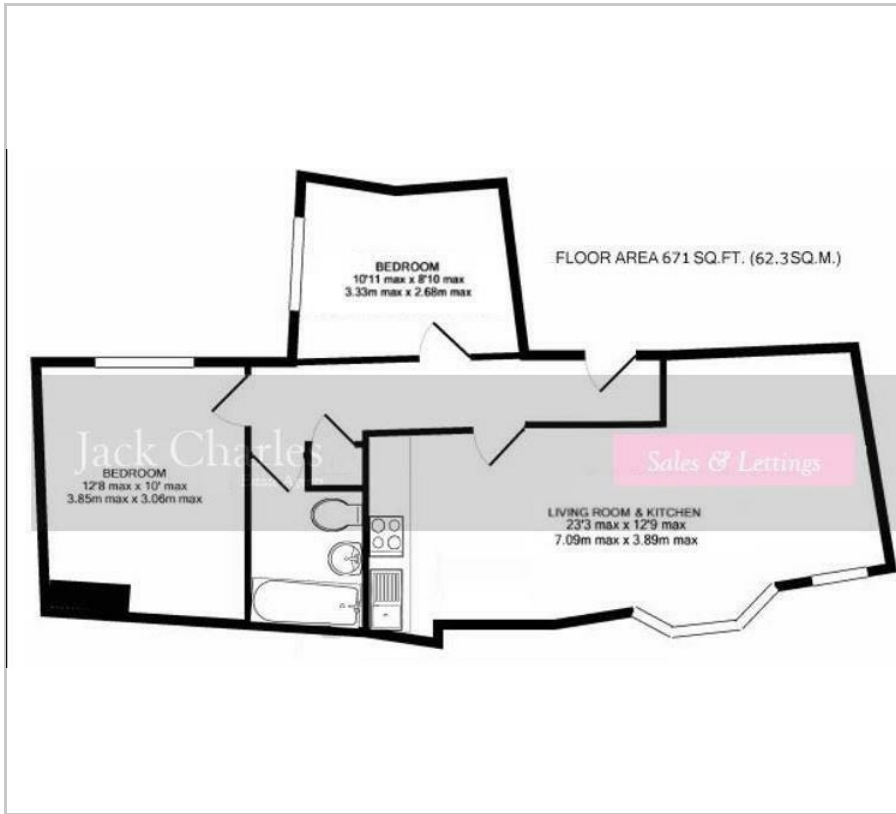 BEDROOM
10'11 max x 8'10 max
3.33m max x 2.68m max
FLOOR AREA 671 SQ.FT. (62.3SQ.M.)
Jack Charles
Sales & Lettings
BEDROOM
12'8 max x 10' max
3.85m max x 3.06m max
LIVING ROOM & KITCHEN
23'3 max x 12'9 max
7.09m max x 3.89m max